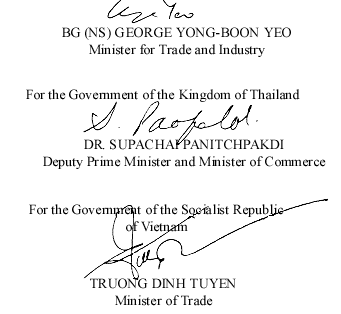 BG (NS) GEORGE YONG-BOON YEO
Minister for Trade and Industry
For the Government of the Kingdom of Thailand
DR. SUPACHAI PANITCHPAKDI
Deputy Prime Minister and Minister of Commerce
For the Government of the Socialist Republic
of Vietnam
TRUONG DINH TUYEN
Minister of Trade